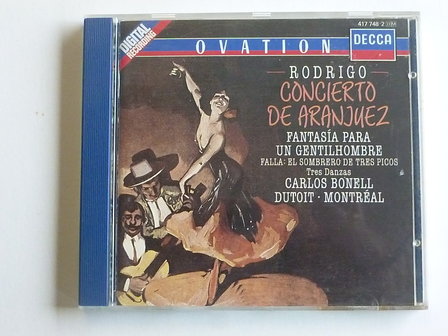 417 748-2
DIGITAL
RECORDING
OVATION
DECCA
RODRIGO
CONCIERTO
DE ARANJUEZ
FANTASÍA PARA
UN GENTILHOMBRE
FALLA: EL SOMBRERO DE TRES PICOS
Tres Danzas
CARLOS BONELL
DUTOIT · MONTRÉAL